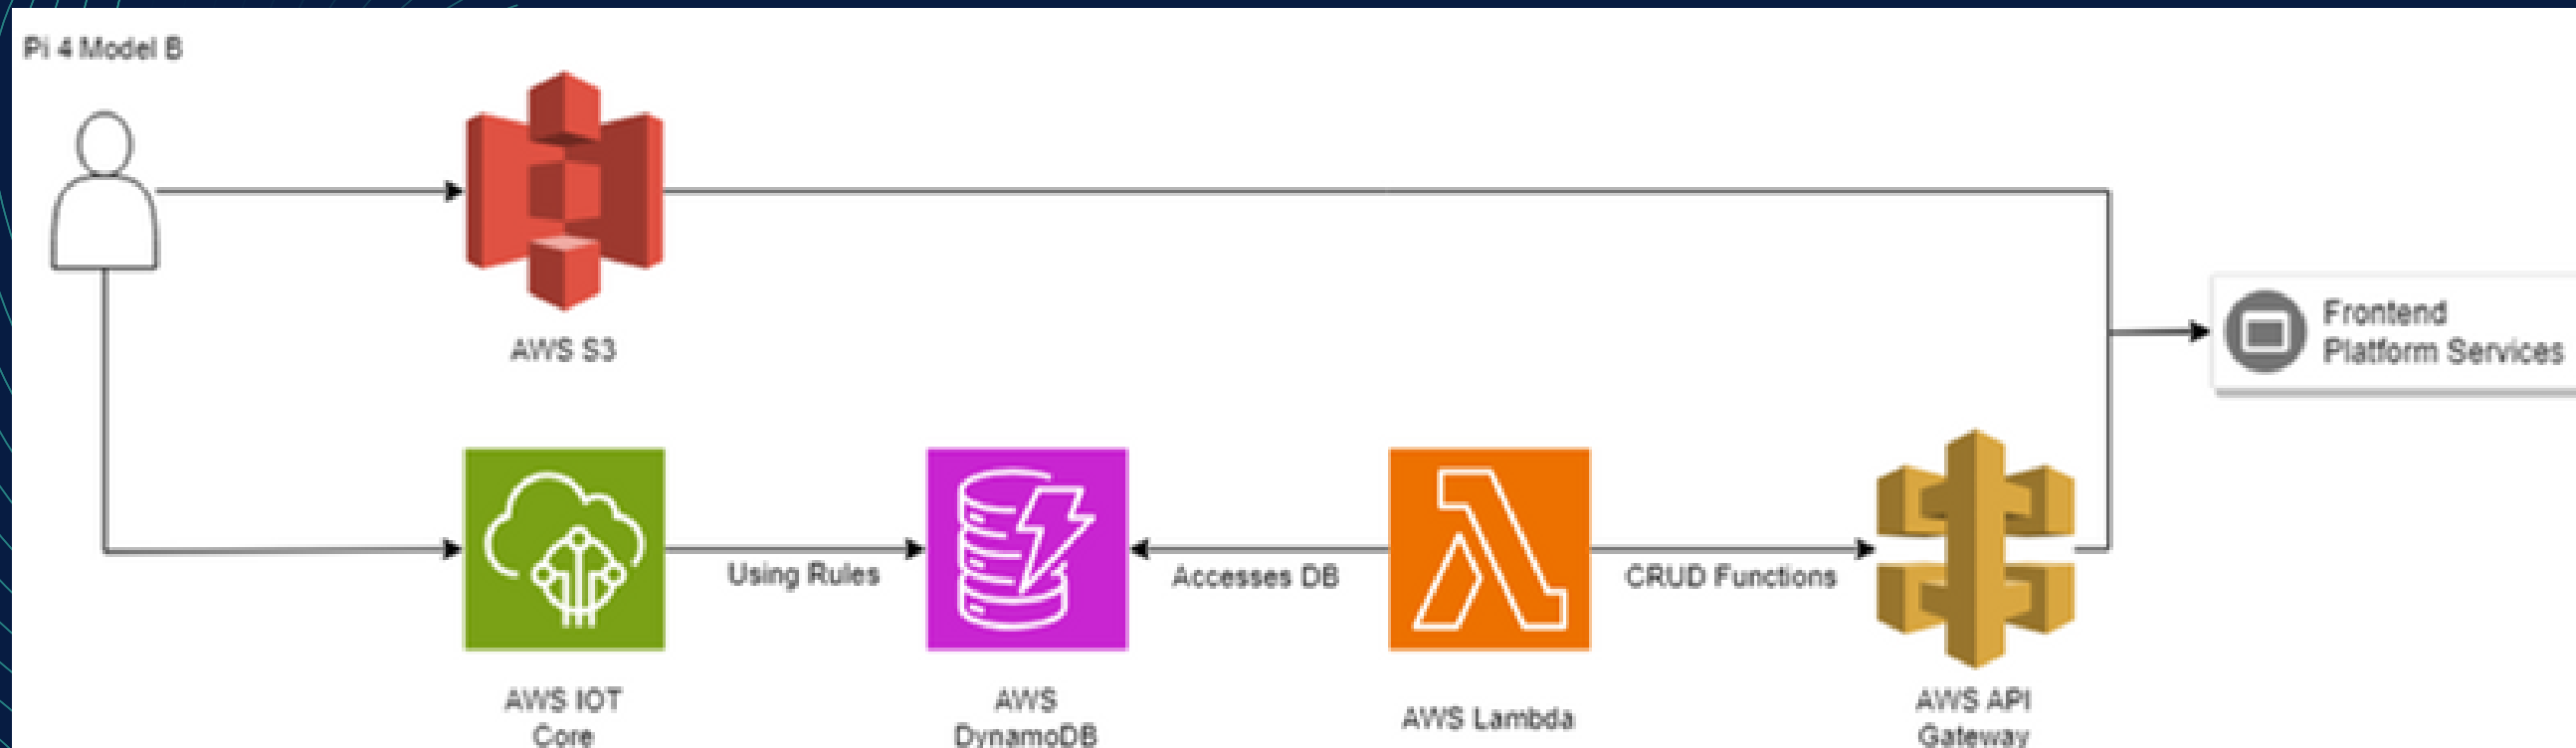 Pi 4 Model B
AWS S3
Frontend
Platform Services
Using Rules
Accesses DB
CRUD Functions
AWS IOT
Core
AWS
DynamoDB
AWS Lambda
AWS API
Gateway